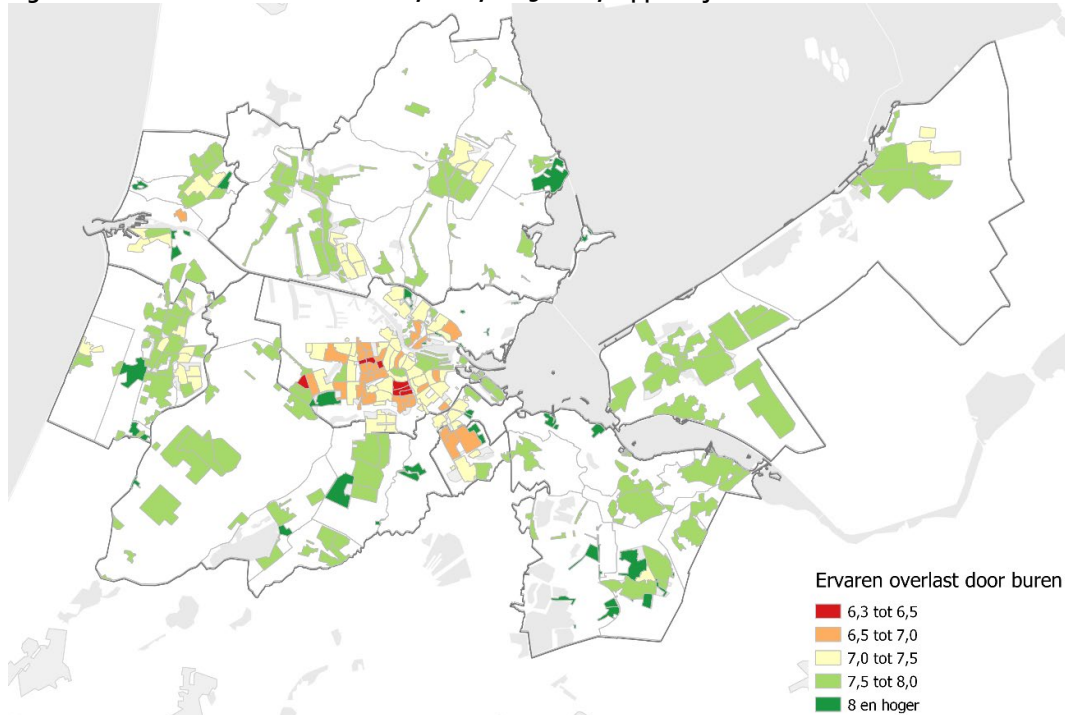 Ervaren overlast door buren
6,3 tot 6,5
6,5 tot 7,0
7,0 tot 7,5
7,5 tot 8,0
8 en hoger